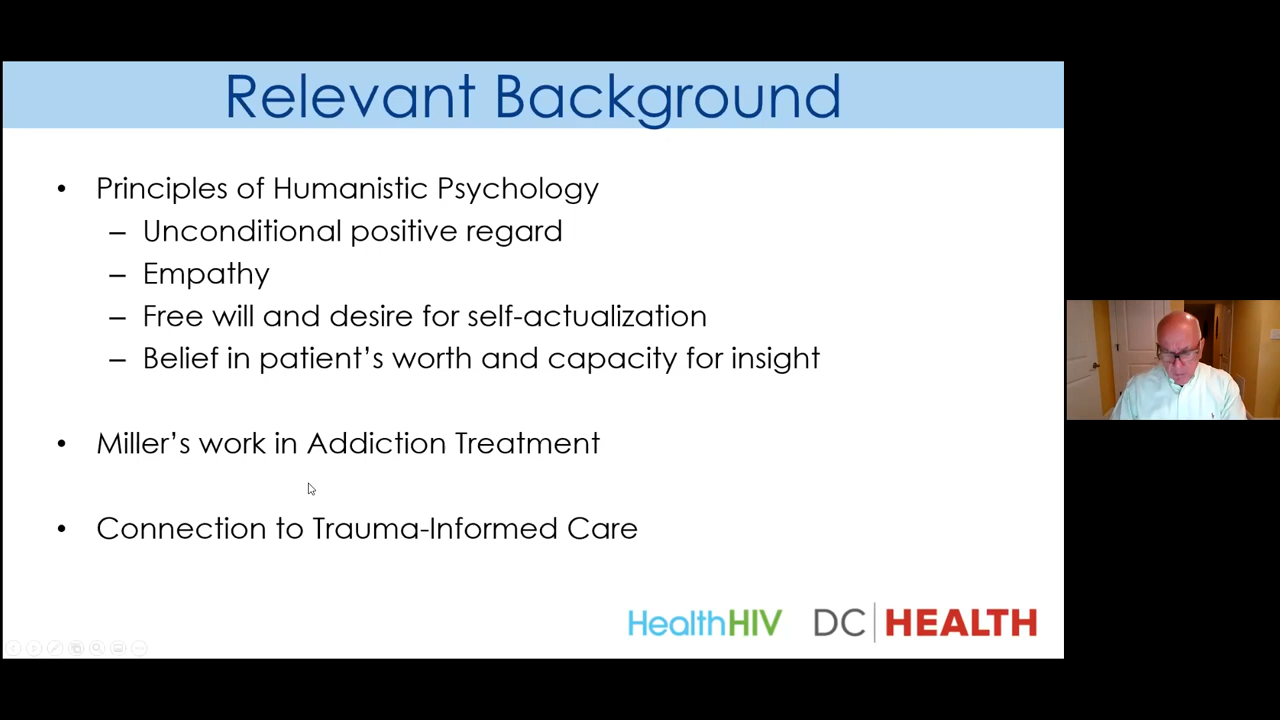 Relevant Background
• Principles of Humanistic Psychology
– Unconditional positive regard
– Empathy
– Free will and desire for self-actualization
– Belief in patient’s worth and capacity for insight
• Miller’s work in Addiction Treatment
• Connection to Trauma-Informed Care
HealthHIV DC | HEALTH